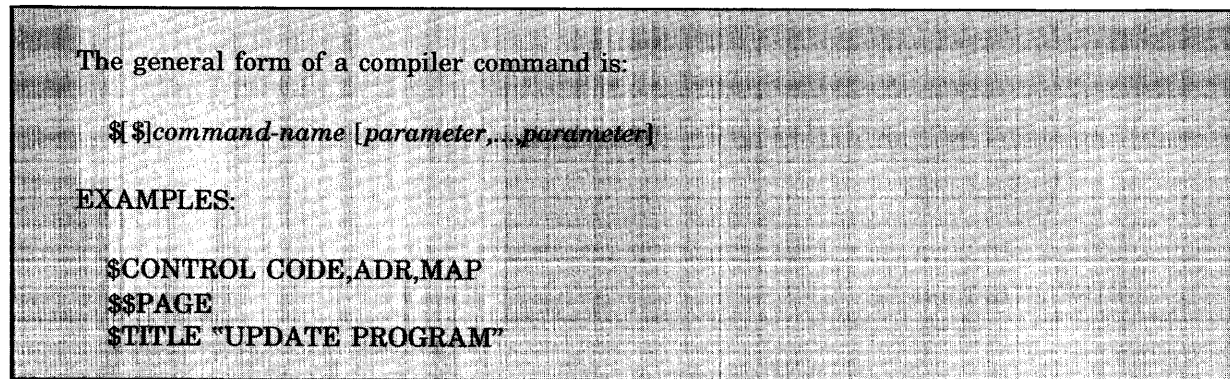 The general form of a compiler command is:
$[$]command-name [parameter,...,parameter]
EXAMPLES:
$CONTROL CODE,ADR,MAP
$$PAGE
$TITLE "UPDATE PROGRAM"